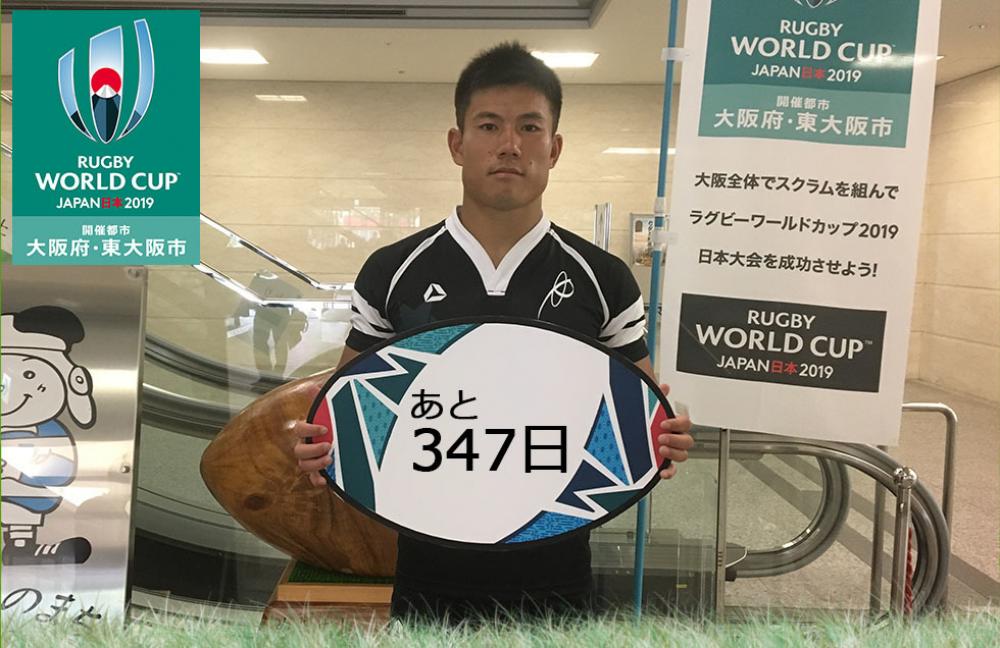 RUGBY
WORLD CUP™
JAPAN日本2019
開催都市
大阪府・東大阪市
RUGBY
WORLD CUP
JAPAN日本2019
開催都市
大阪府・東大阪市
大阪全体でスクラムを組んで
ラグビーワールドカップ2019
日本大会を成功させよう!
RUGBY
WORLD CUP™
JAPAN日本2019
あと
347日
のまち